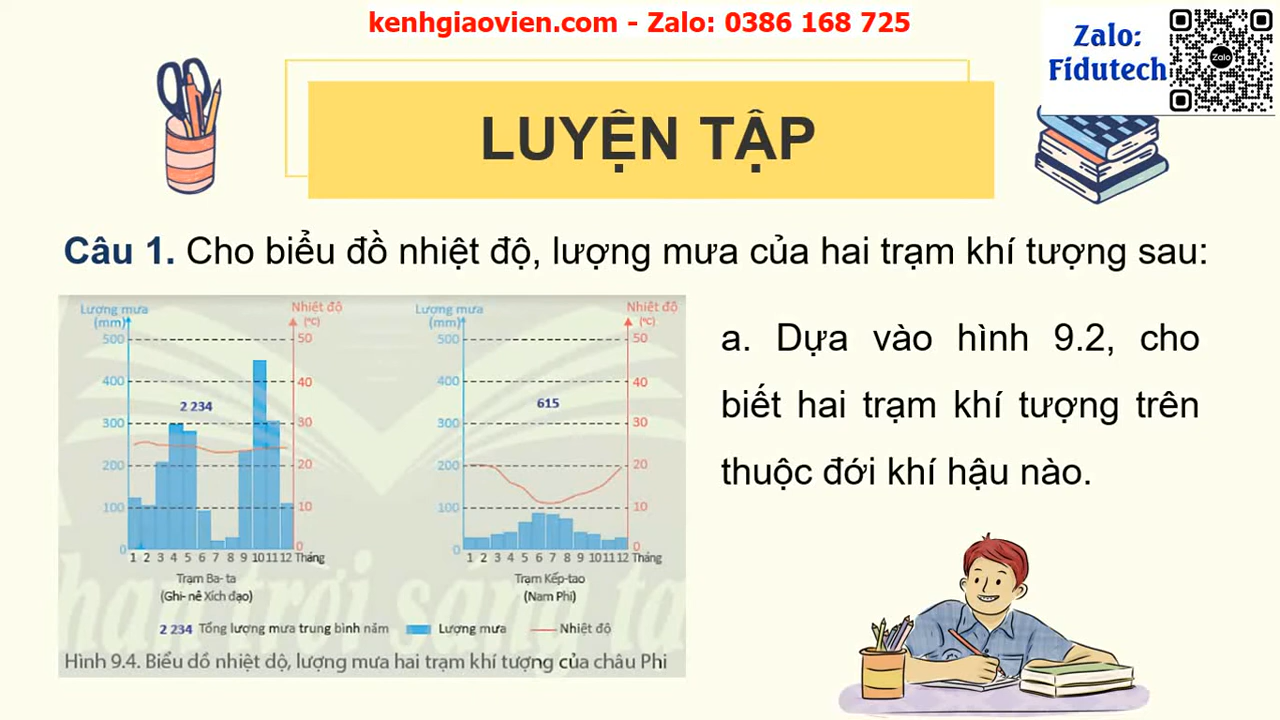 kenhgiaovien.com - Zalo: 0386 168 725
Zalo:
Fidutech
Zalo
LUYỆN TẬP
Câu 1. Cho biểu đồ nhiệt độ, lượng mưa của hai trạm khí tượng sau:
Lượng mưa
(mm)
Nhiệt độ
(°C)
500
400
300
200
100
0
50
40
30
20
10
0
2 234
1 2 3 4 5 6 7 8 9 10 11 12 Tháng
Trạm Ba- ta
(Ghi- nê Xích đạo)
Lượng mưa
(mm)
Nhiệt độ
(°C)
500
400
300
200
100
0
50
40
30
20
10
0
615
1 2 3 4 5 6 7 8 9 10 11 12 Tháng
Trạm Kếp-tao
(Nam Phi)
2 234 Tổng lượng mưa trung bình năm Lượng mưa Nhiệt độ
Hình 9.4. Biểu đồ nhiệt độ, lượng mưa hai trạm khí tượng của châu Phi
a. Dựa vào hình 9.2, cho
biết hai trạm khí tượng trên
thuộc đới khí hậu nào.